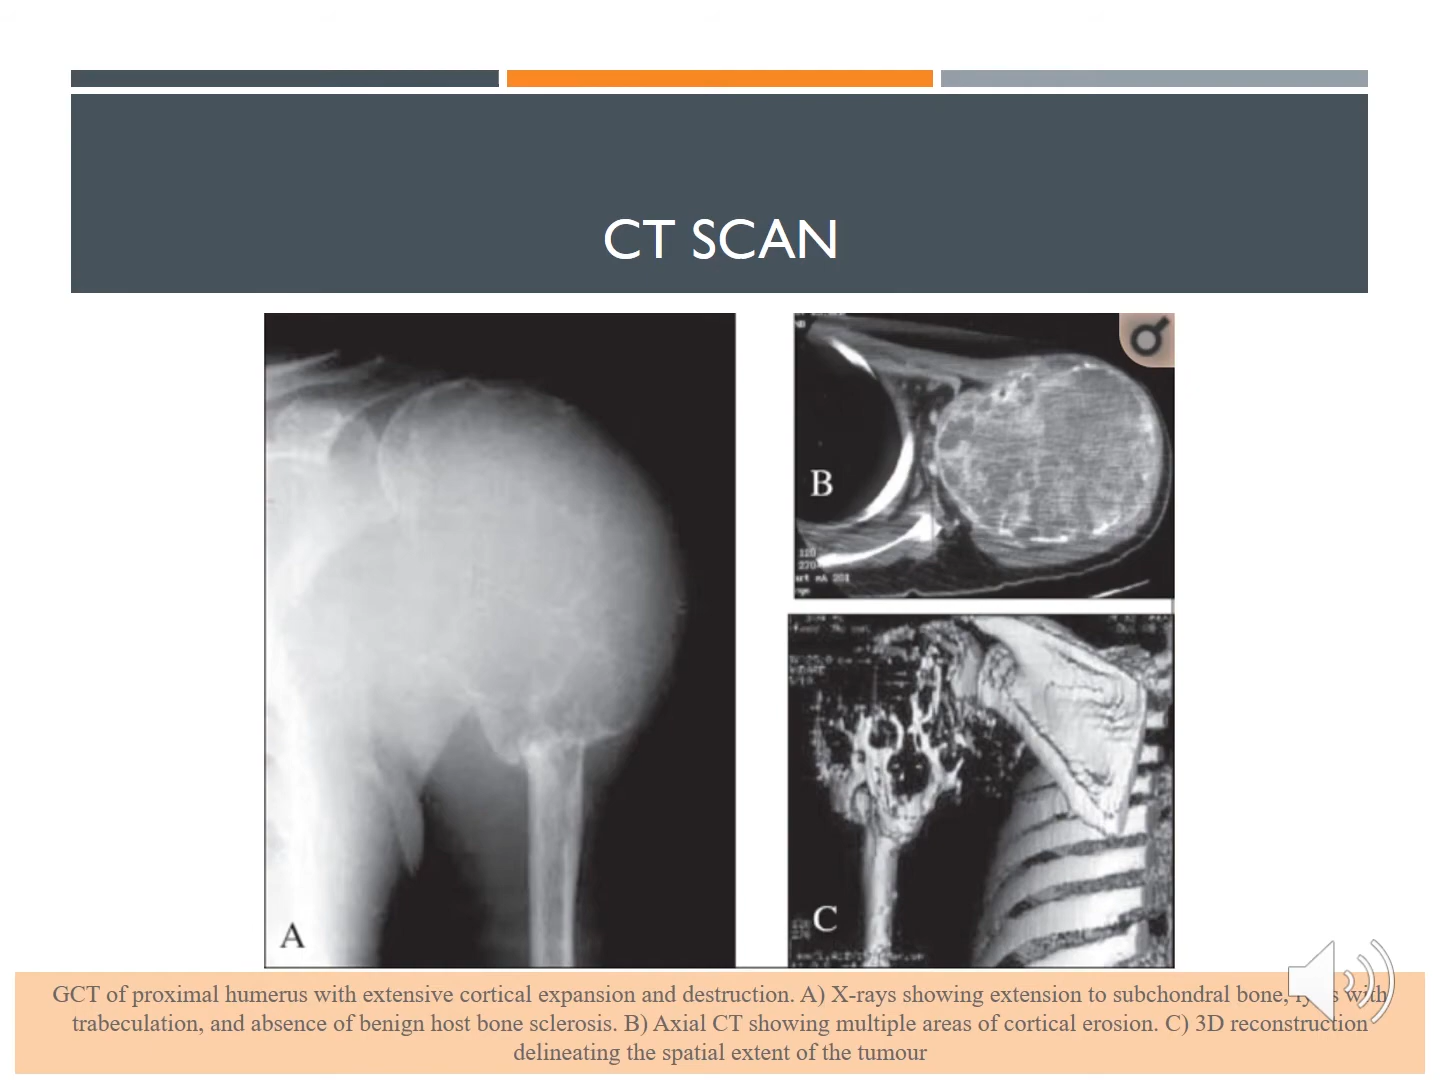 CT SCAN
A
B
120
C
GCT of proximal humerus with extensive cortical expansion and destruction. A) X-rays showing extension to subchondral bone, with
trabeculation, and absence of benign host bone sclerosis. B) Axial CT showing multiple areas of cortical erosion. C) 3D reconstruction
delineating the spatial extent of the tumour